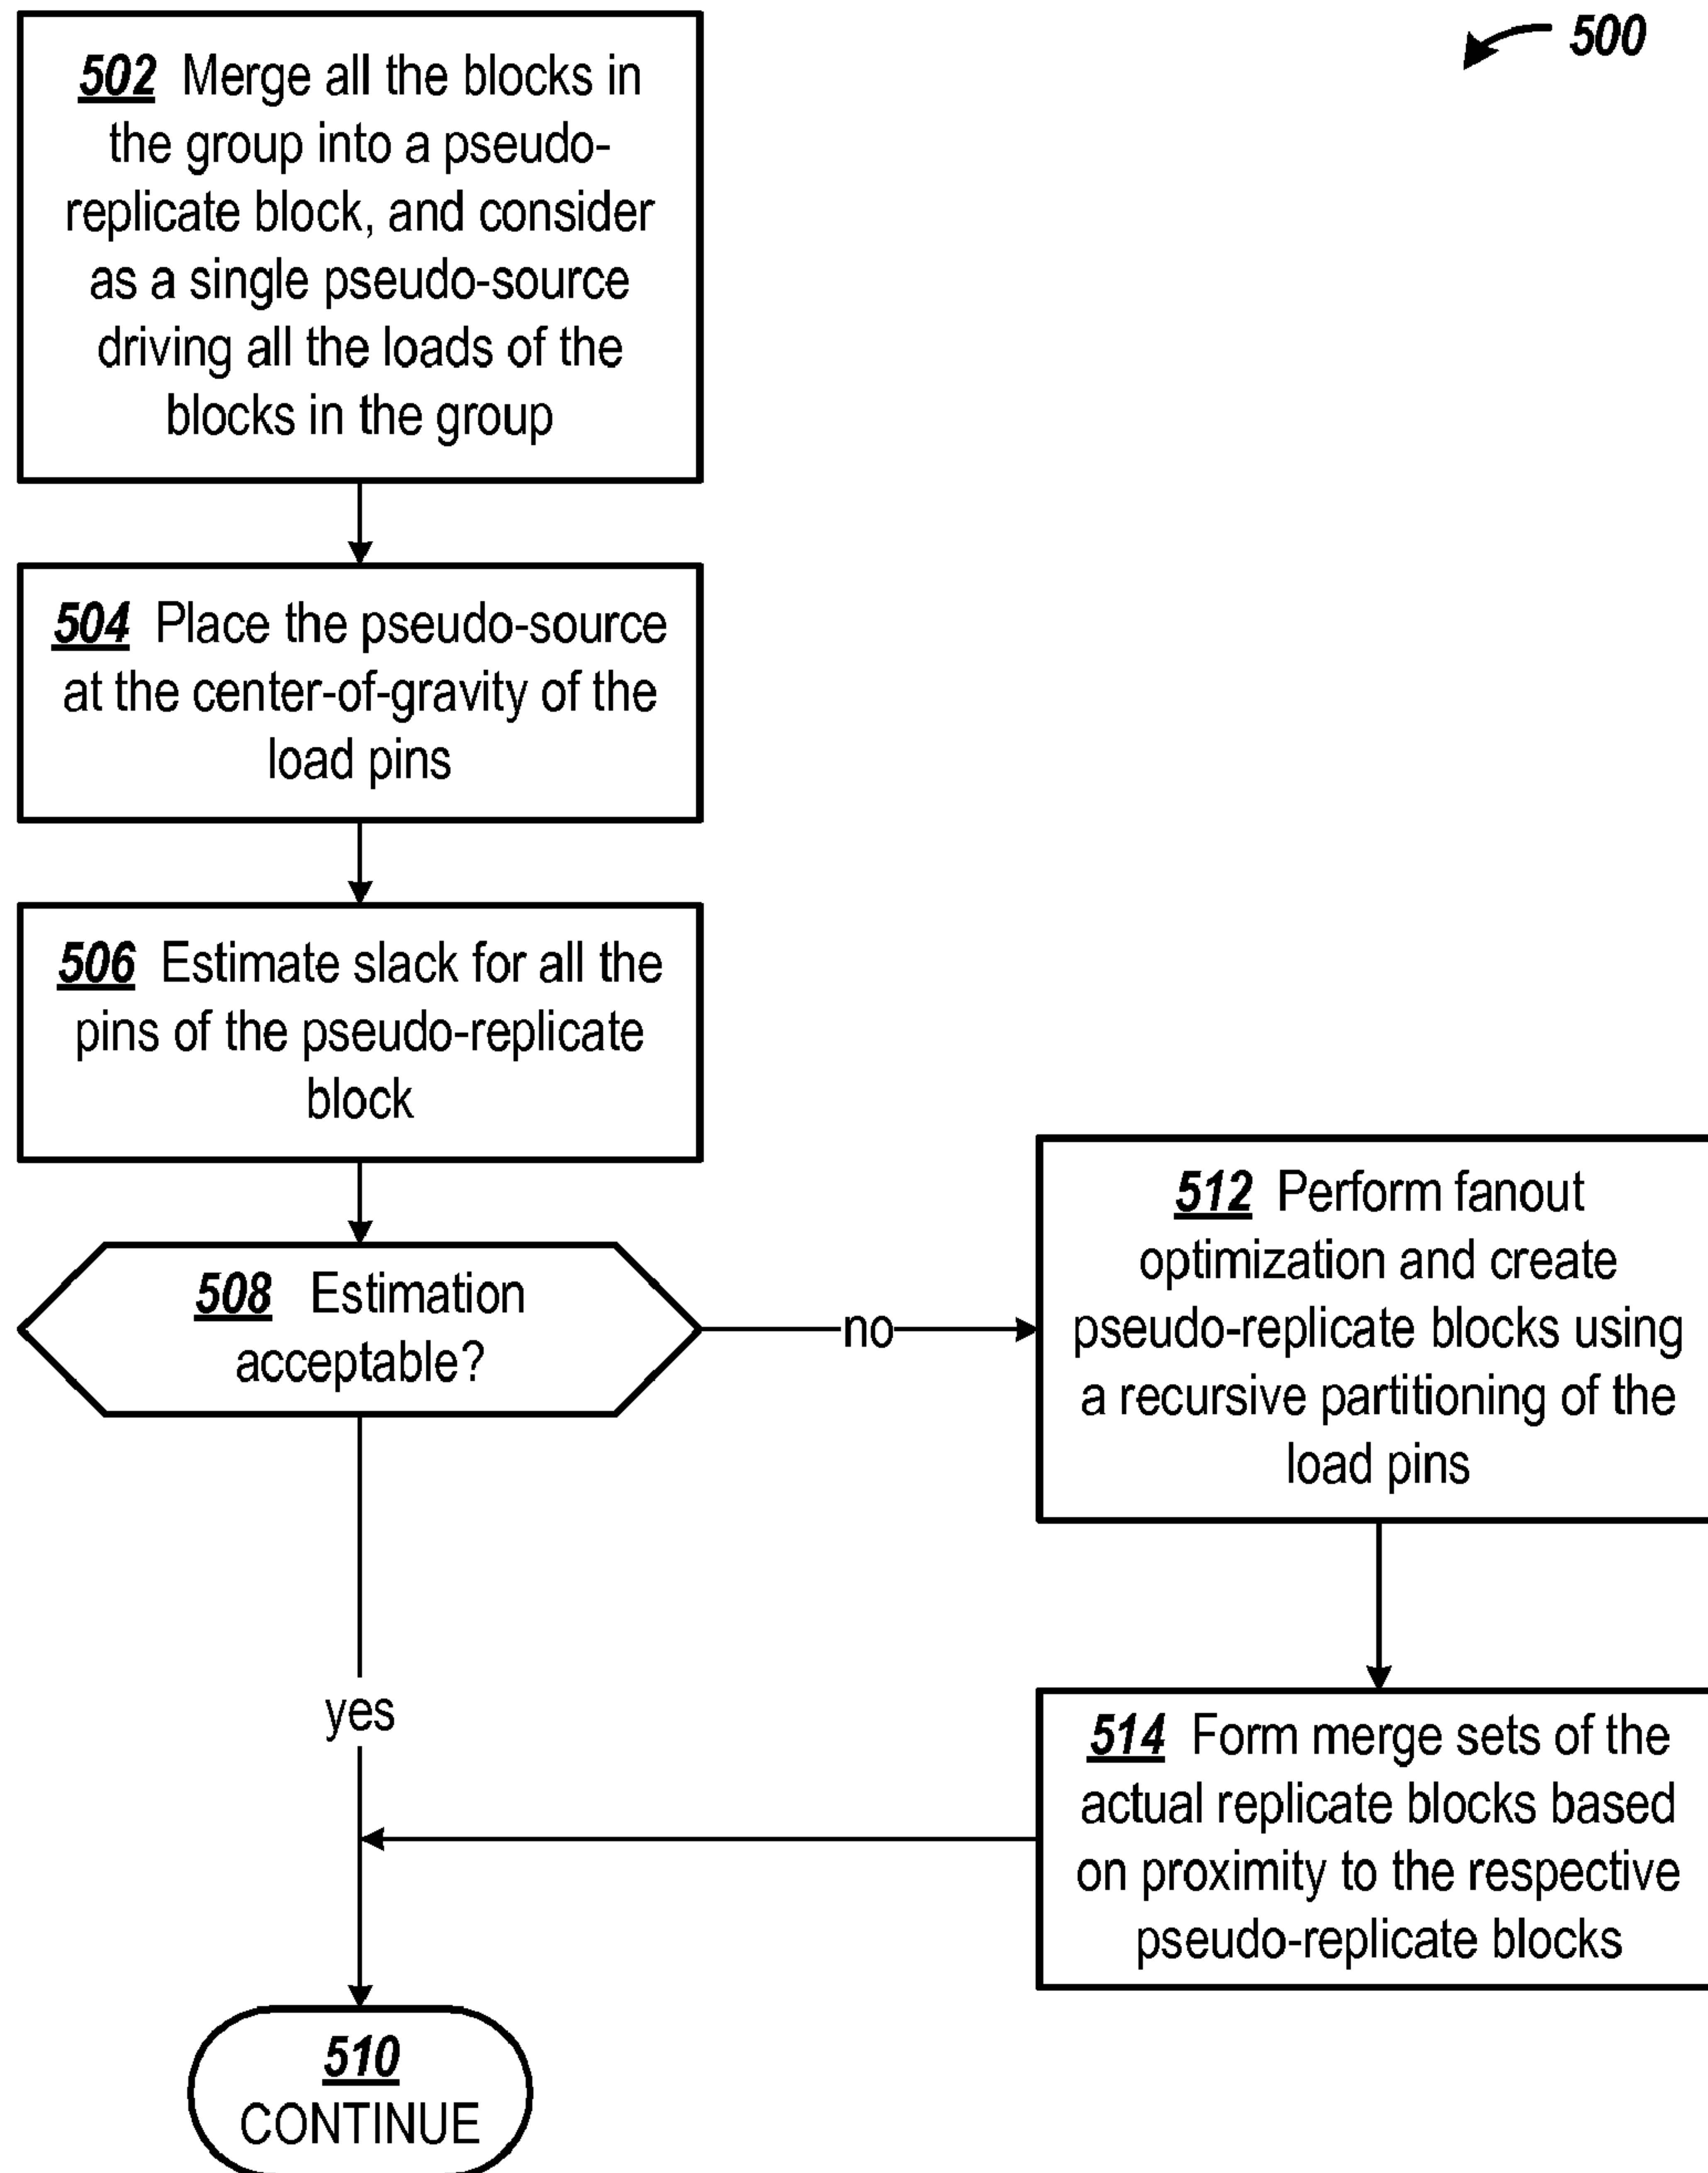 500
502 Merge all the blocks in
the group into a pseudo-
replicate block, and consider
as a single pseudo-source
driving all the loads of the
blocks in the group
504 Place the pseudo-source
at the center-of-gravity of the
load pins
506 Estimate slack for all the
pins of the pseudo-replicate
block
508 Estimation
acceptable?
no
512 Perform fanout
optimization and create
pseudo-replicate blocks using
a recursive partitioning of the
load pins
yes
514 Form merge sets of the
actual replicate blocks based
on proximity to the respective
pseudo-replicate blocks
510
CONTINUE